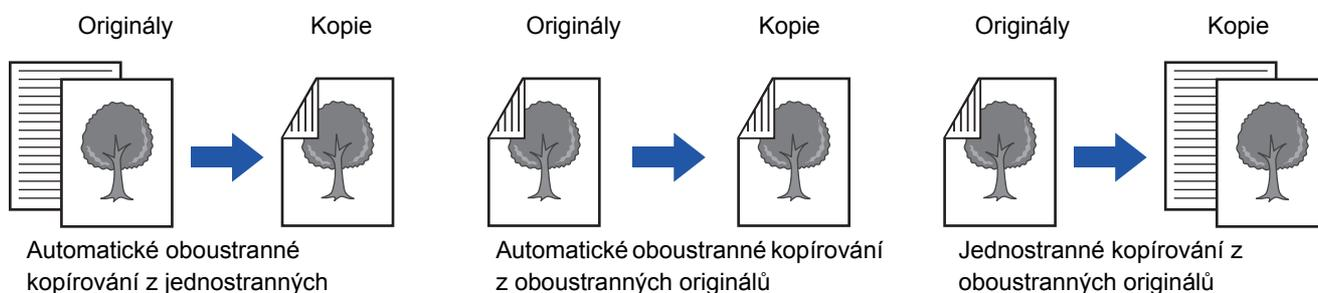 Originály Kopie Originály Kopie Originály Kopie
Automatické oboustranné
kopírování z jednostranných
Automatické oboustranné kopírování
z oboustranných originálů
Jednostranné kopírování z
oboustranných originálů